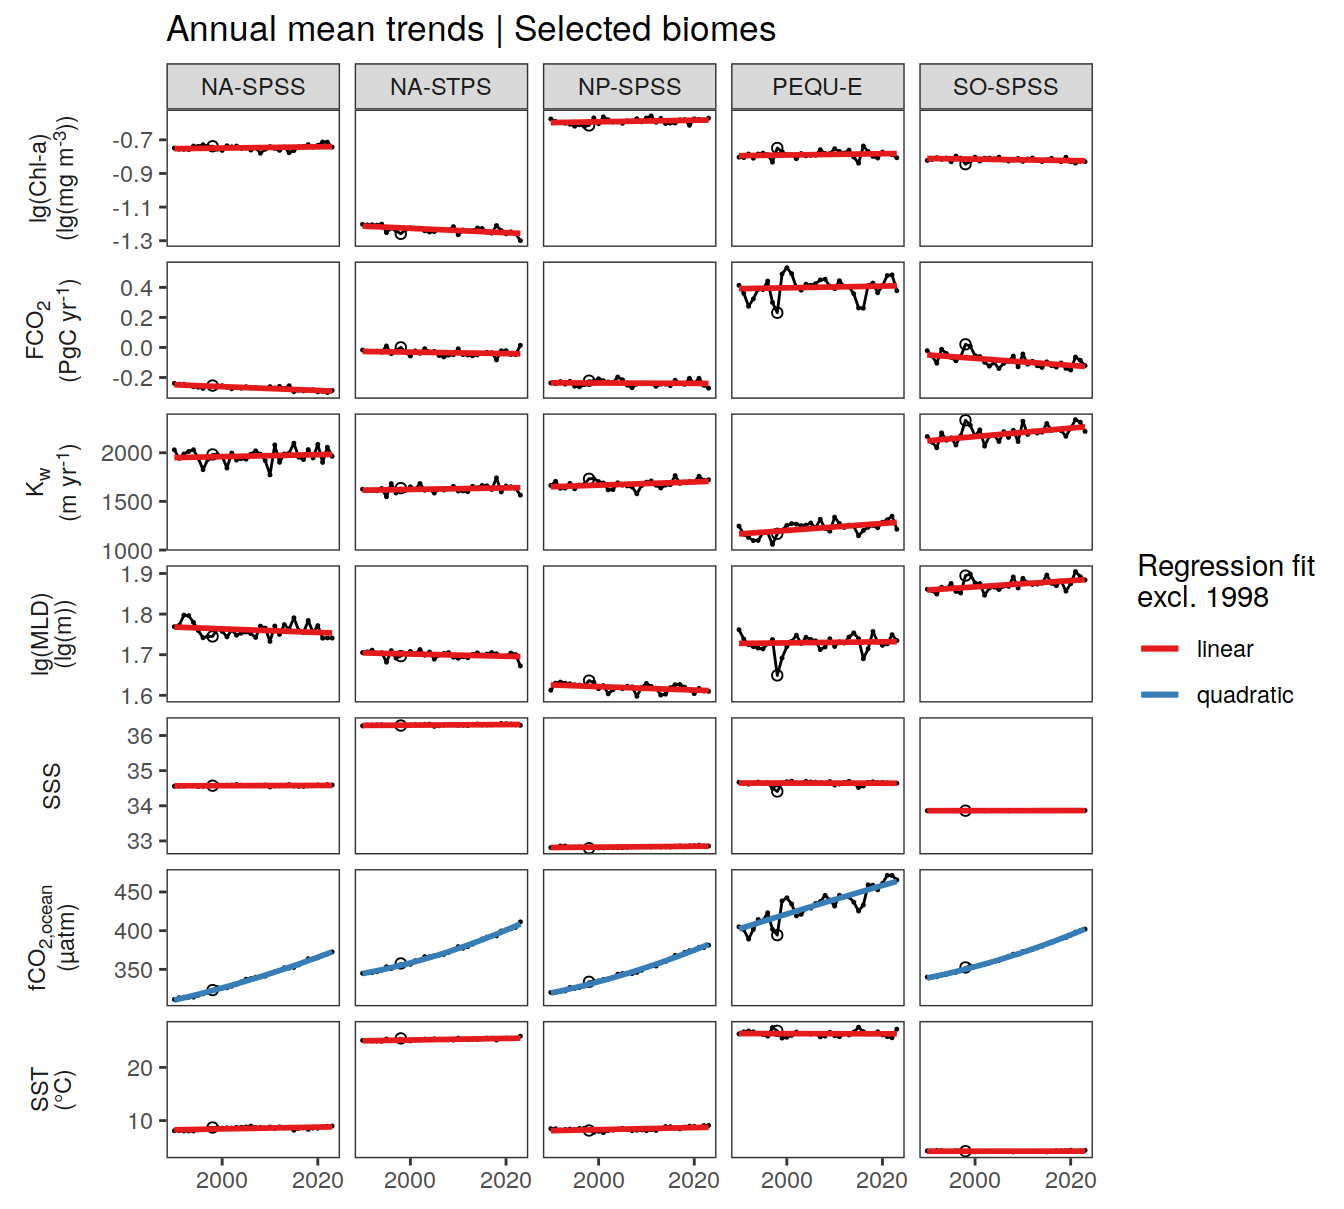 Annual mean trends | Selected biomes
NA-SPSS NA-STPS NP-SPSS PEQU-E SO-SPSS
lg(Chl-a)
(lg(mg m⁻³))
-0.7
-0.9
-1.1
-1.3
FCO₂
(PgC yr⁻¹)
0.4
0.2
0.0
-0.2
K_w
(m yr⁻¹)
2000
1500
1000
lg(MLD)
(lg(m))
1.9
1.8
1.7
1.6
SSS
36
35
34
33
fCO₂,ocean
(µatm)
450
400
350
SST
(°C)
20
10
2000 2020 2000 2020 2000 2020 2000 2020 2000 2020
Regression fit
excl. 1998
linear
quadratic